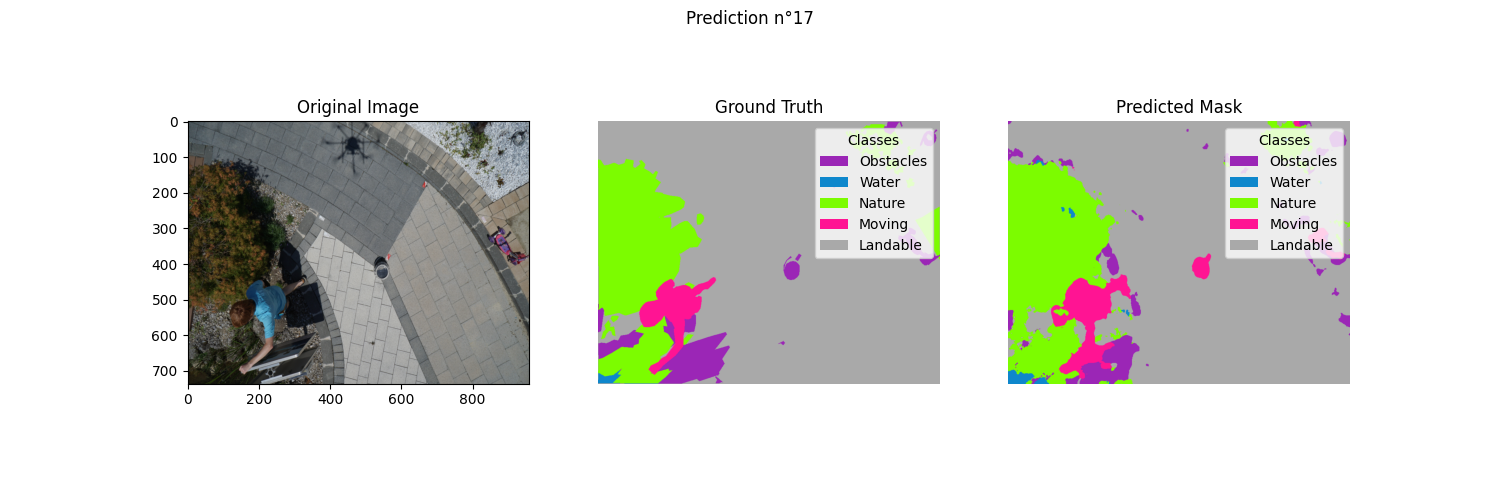 Prediction n°17
Original Image
0
100
200
300
400
500
600
700
0 200 400 600 800
Ground Truth
Classes
Obstacles
Water
Nature
Moving
Landable
Predicted Mask
Classes
Obstacles
Water
Nature
Moving
Landable